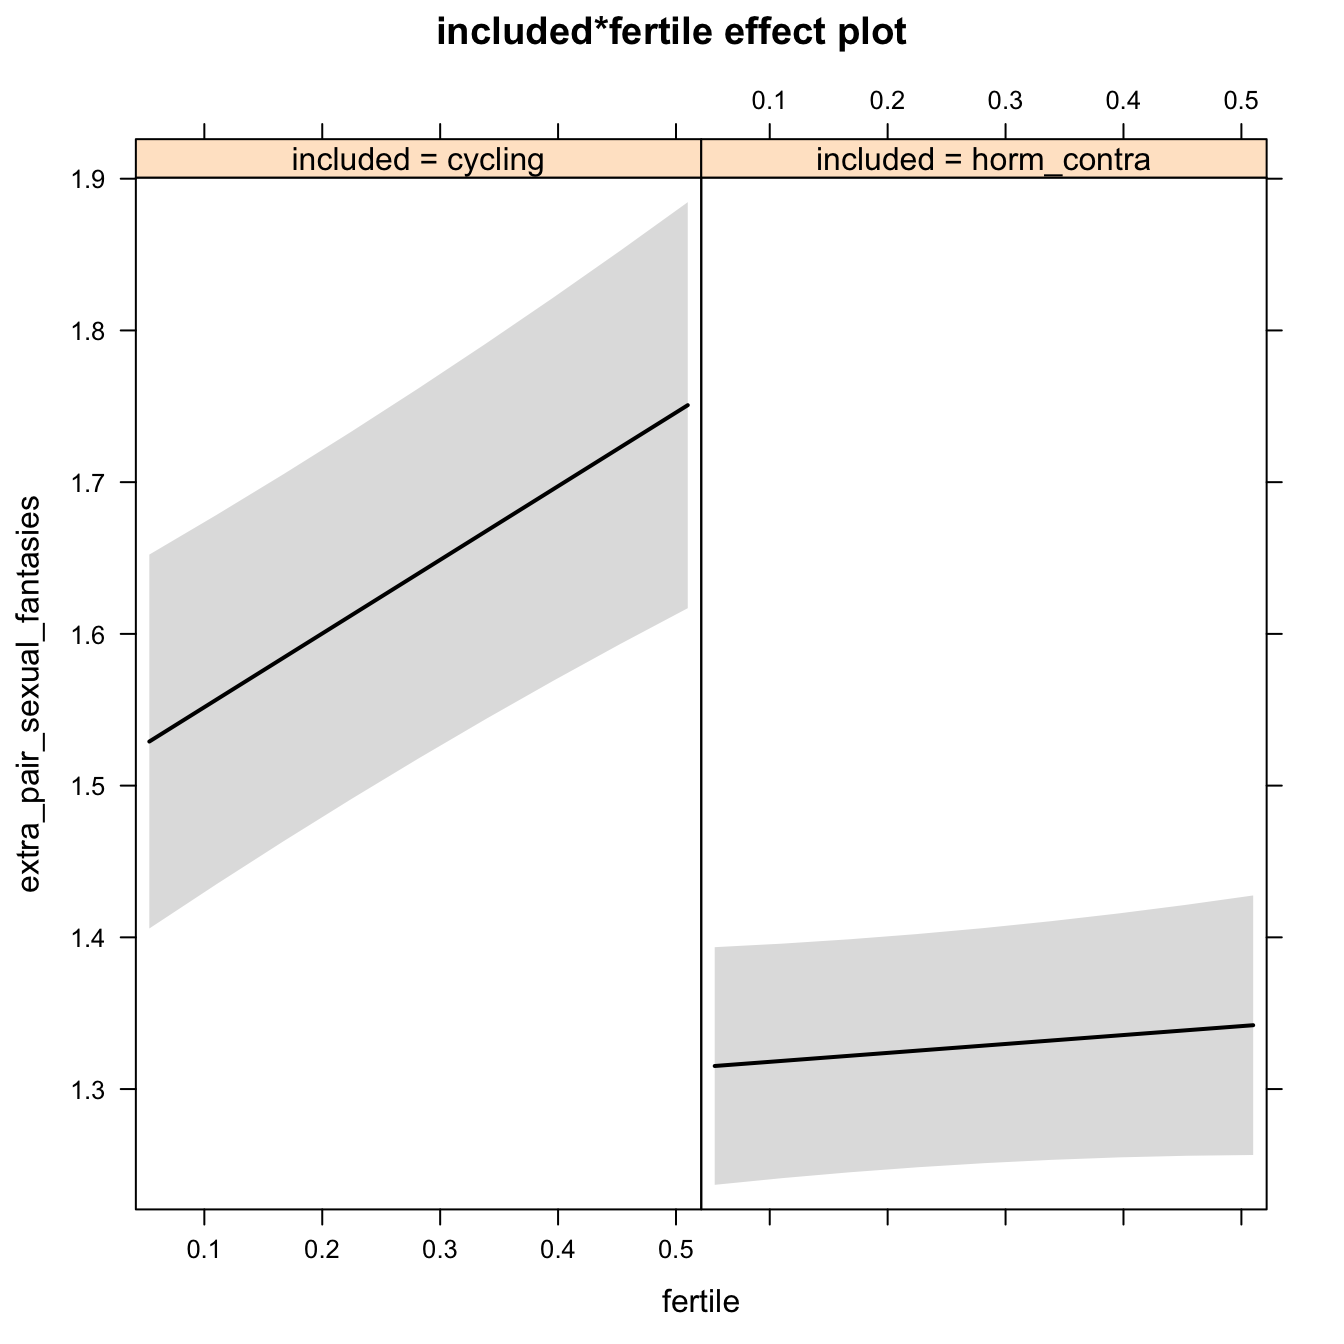 included*fertile effect plot
0.1 0.2 0.3 0.4 0.5
included = cycling included = horm_contra
1.9
1.8
1.7
1.6
1.5
1.4
1.3
extra_pair_sexual_fantasies
0.1 0.2 0.3 0.4 0.5
fertile